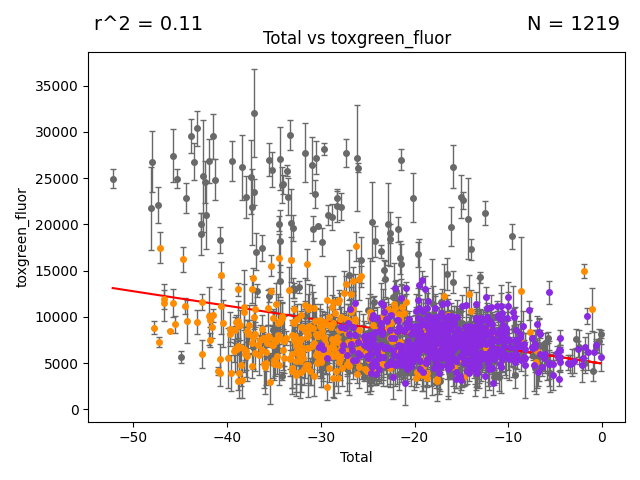 r^2 = 0.11
N = 1219
Total vs toxgreen_fluor
35000
30000
25000
20000
15000
10000
5000
0
toxgreen_fluor
−50
−40
−30
−20
−10
0
Total